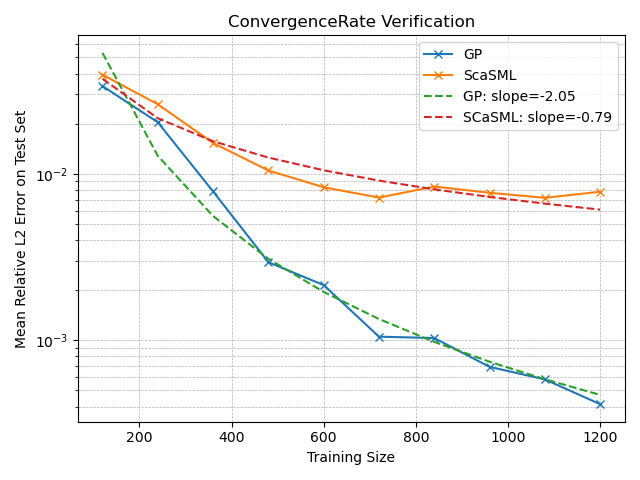 ConvergenceRate Verification
GP
ScaSML
GP: slope=-2.05
SCaSML: slope=-0.79
Mean Relative L2 Error on Test Set
10⁻²
10⁻³
200 400 600 800 1000 1200
Training Size